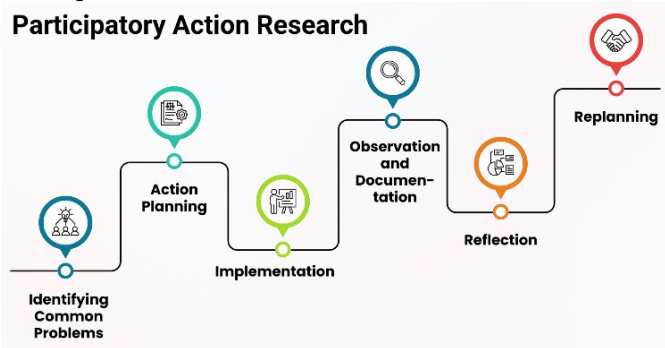 Participatory Action Research
Identifying
Common
Problems
Action
Planning
Implementation
Observation
and
Documen-
tation
Reflection
Replanning